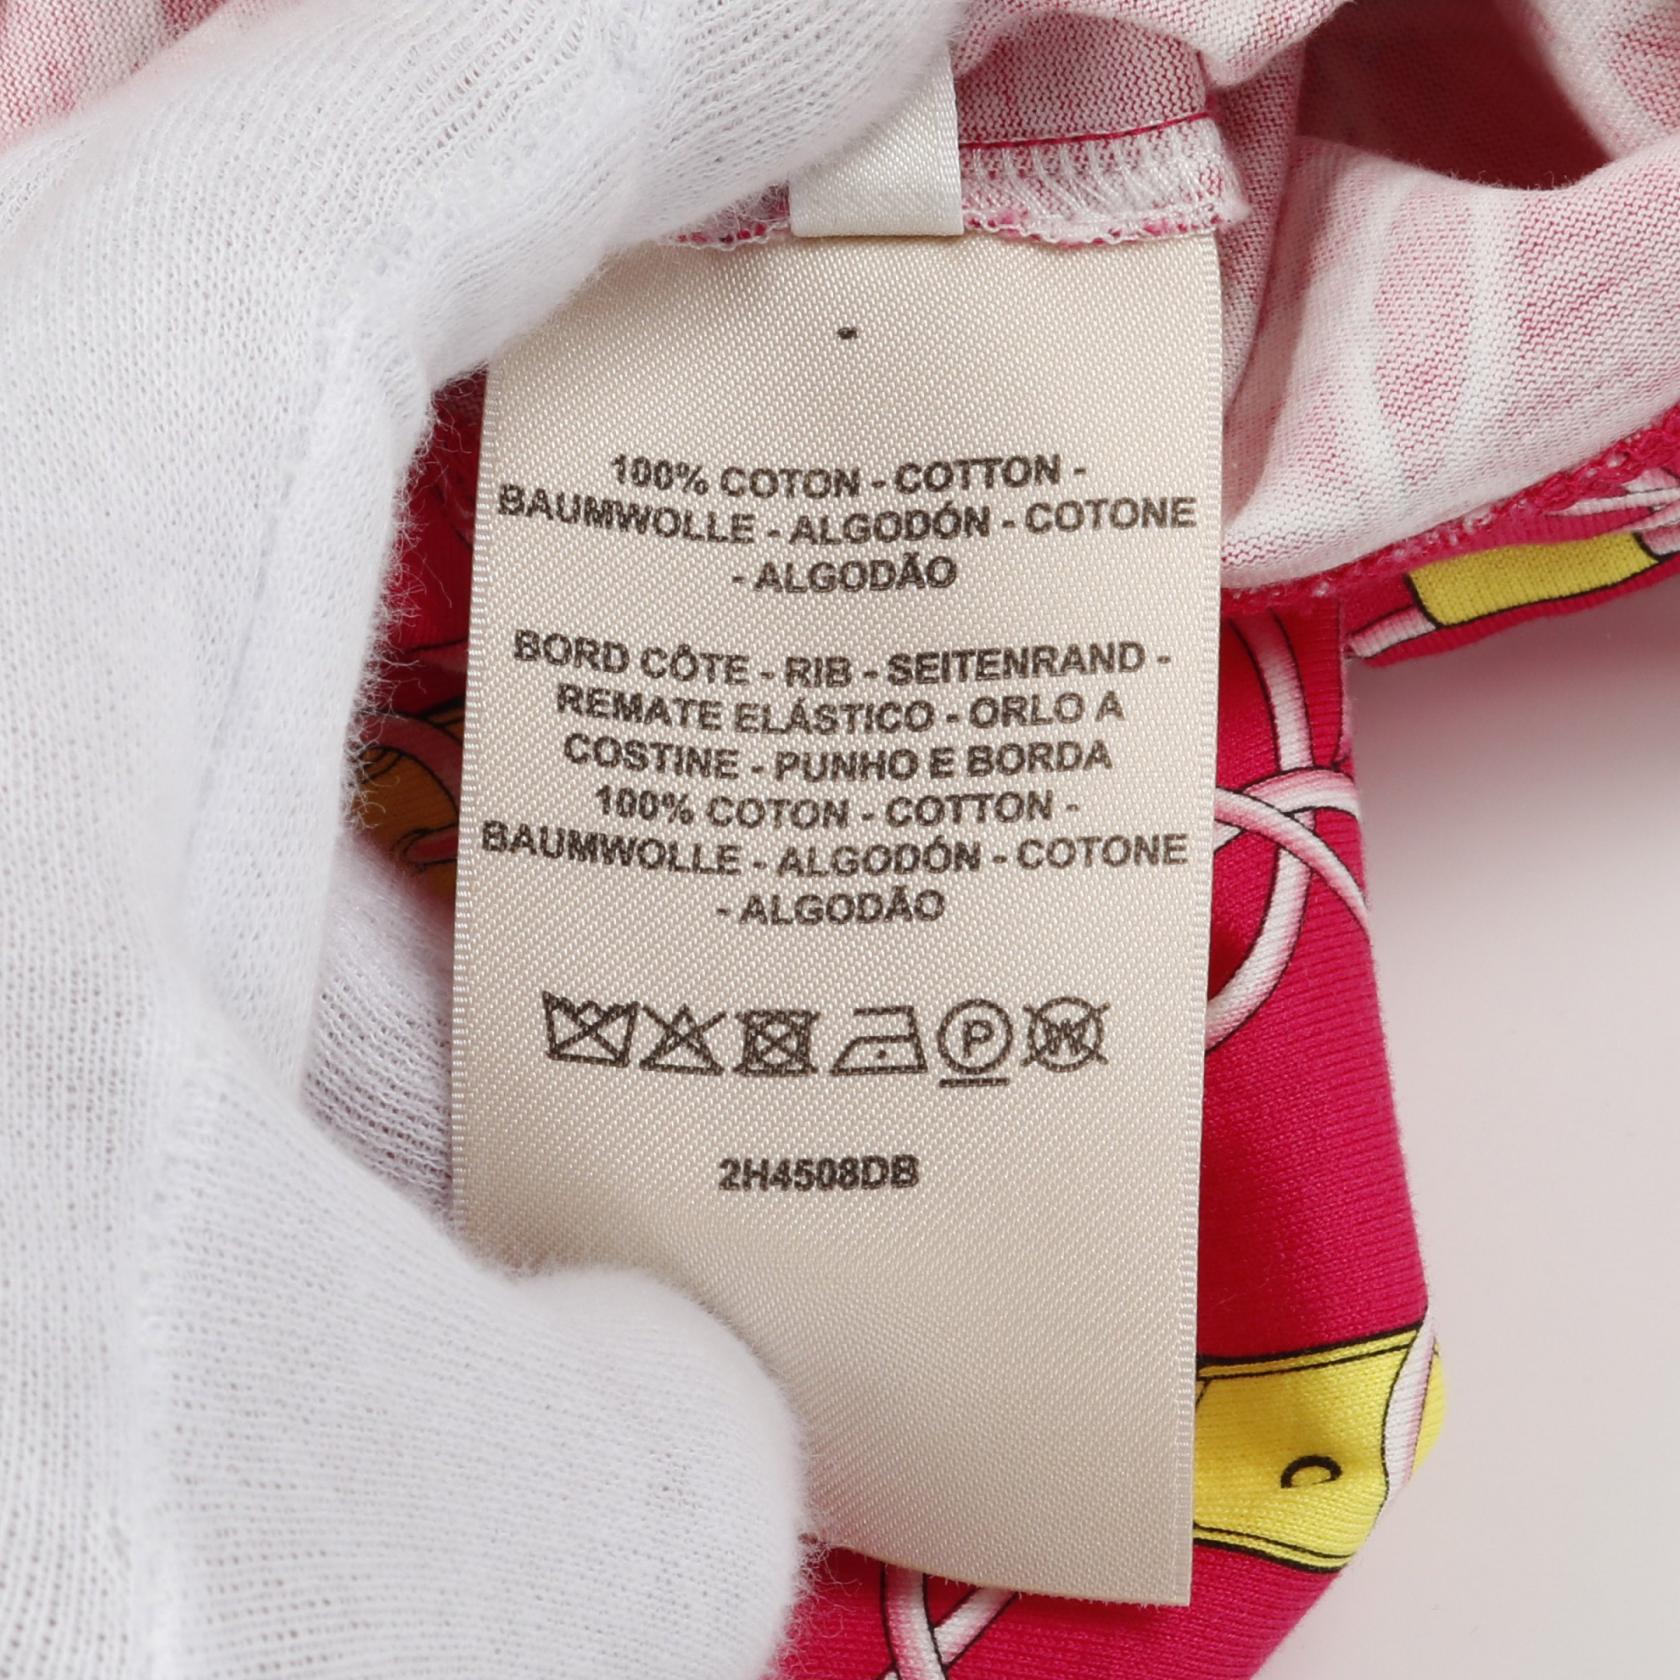 -
100% COTON - COTTON -
BAUMWOLLE - ALGODÓN - COTONE
- ALGODÃO
BORD CÔTE - RIB - SEITENRAND -
REMATE ELÁSTICO - ORLO A
COSTINE - PUNHO E BORDA
100% COTON - COTTON -
BAUMWOLLE - ALGODÓN - COTONE
- ALGODÃO
P W
2H4508DB